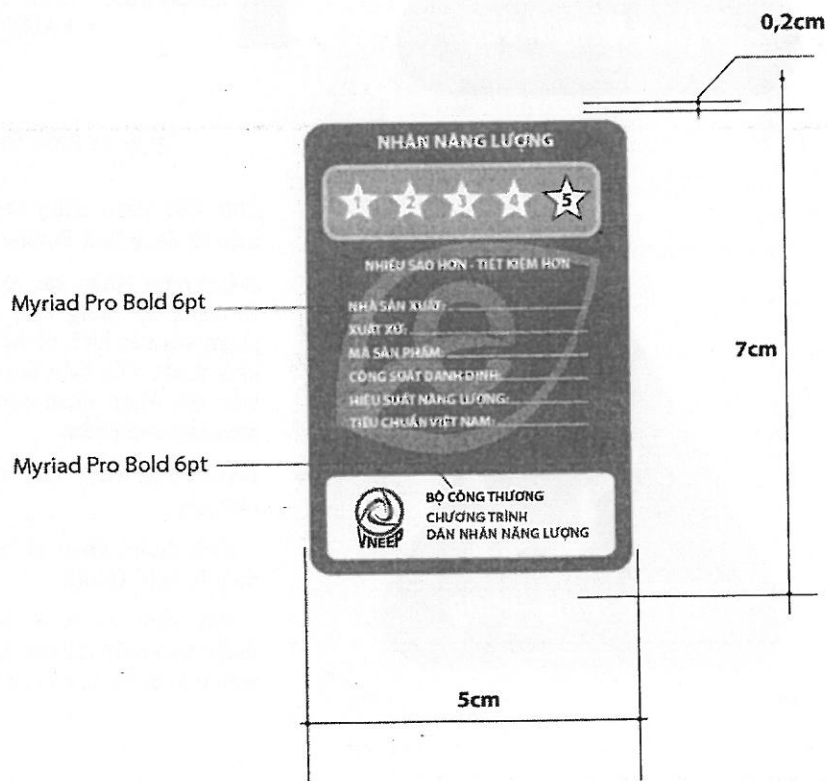 0,2cm
NHÃN NĂNG LƯỢNG
1 2 3 4 5
NHIỀU SAO HƠN - TIẾT KIỆM HƠN
Myriad Pro Bold 6pt
NHÀ SẢN XUẤT:
XUẤT XỨ:
MÃ SẢN PHẨM:
CÔNG SUẤT DANH ĐỊNH:
HIỆU SUẤT NĂNG LƯỢNG:
TIÊU CHUẨN VIỆT NAM:
7cm
Myriad Pro Bold 6pt
VNEEP
BỘ CÔNG THƯƠNG
CHƯƠNG TRÌNH
DÁN NHÃN NĂNG LƯỢNG
5cm